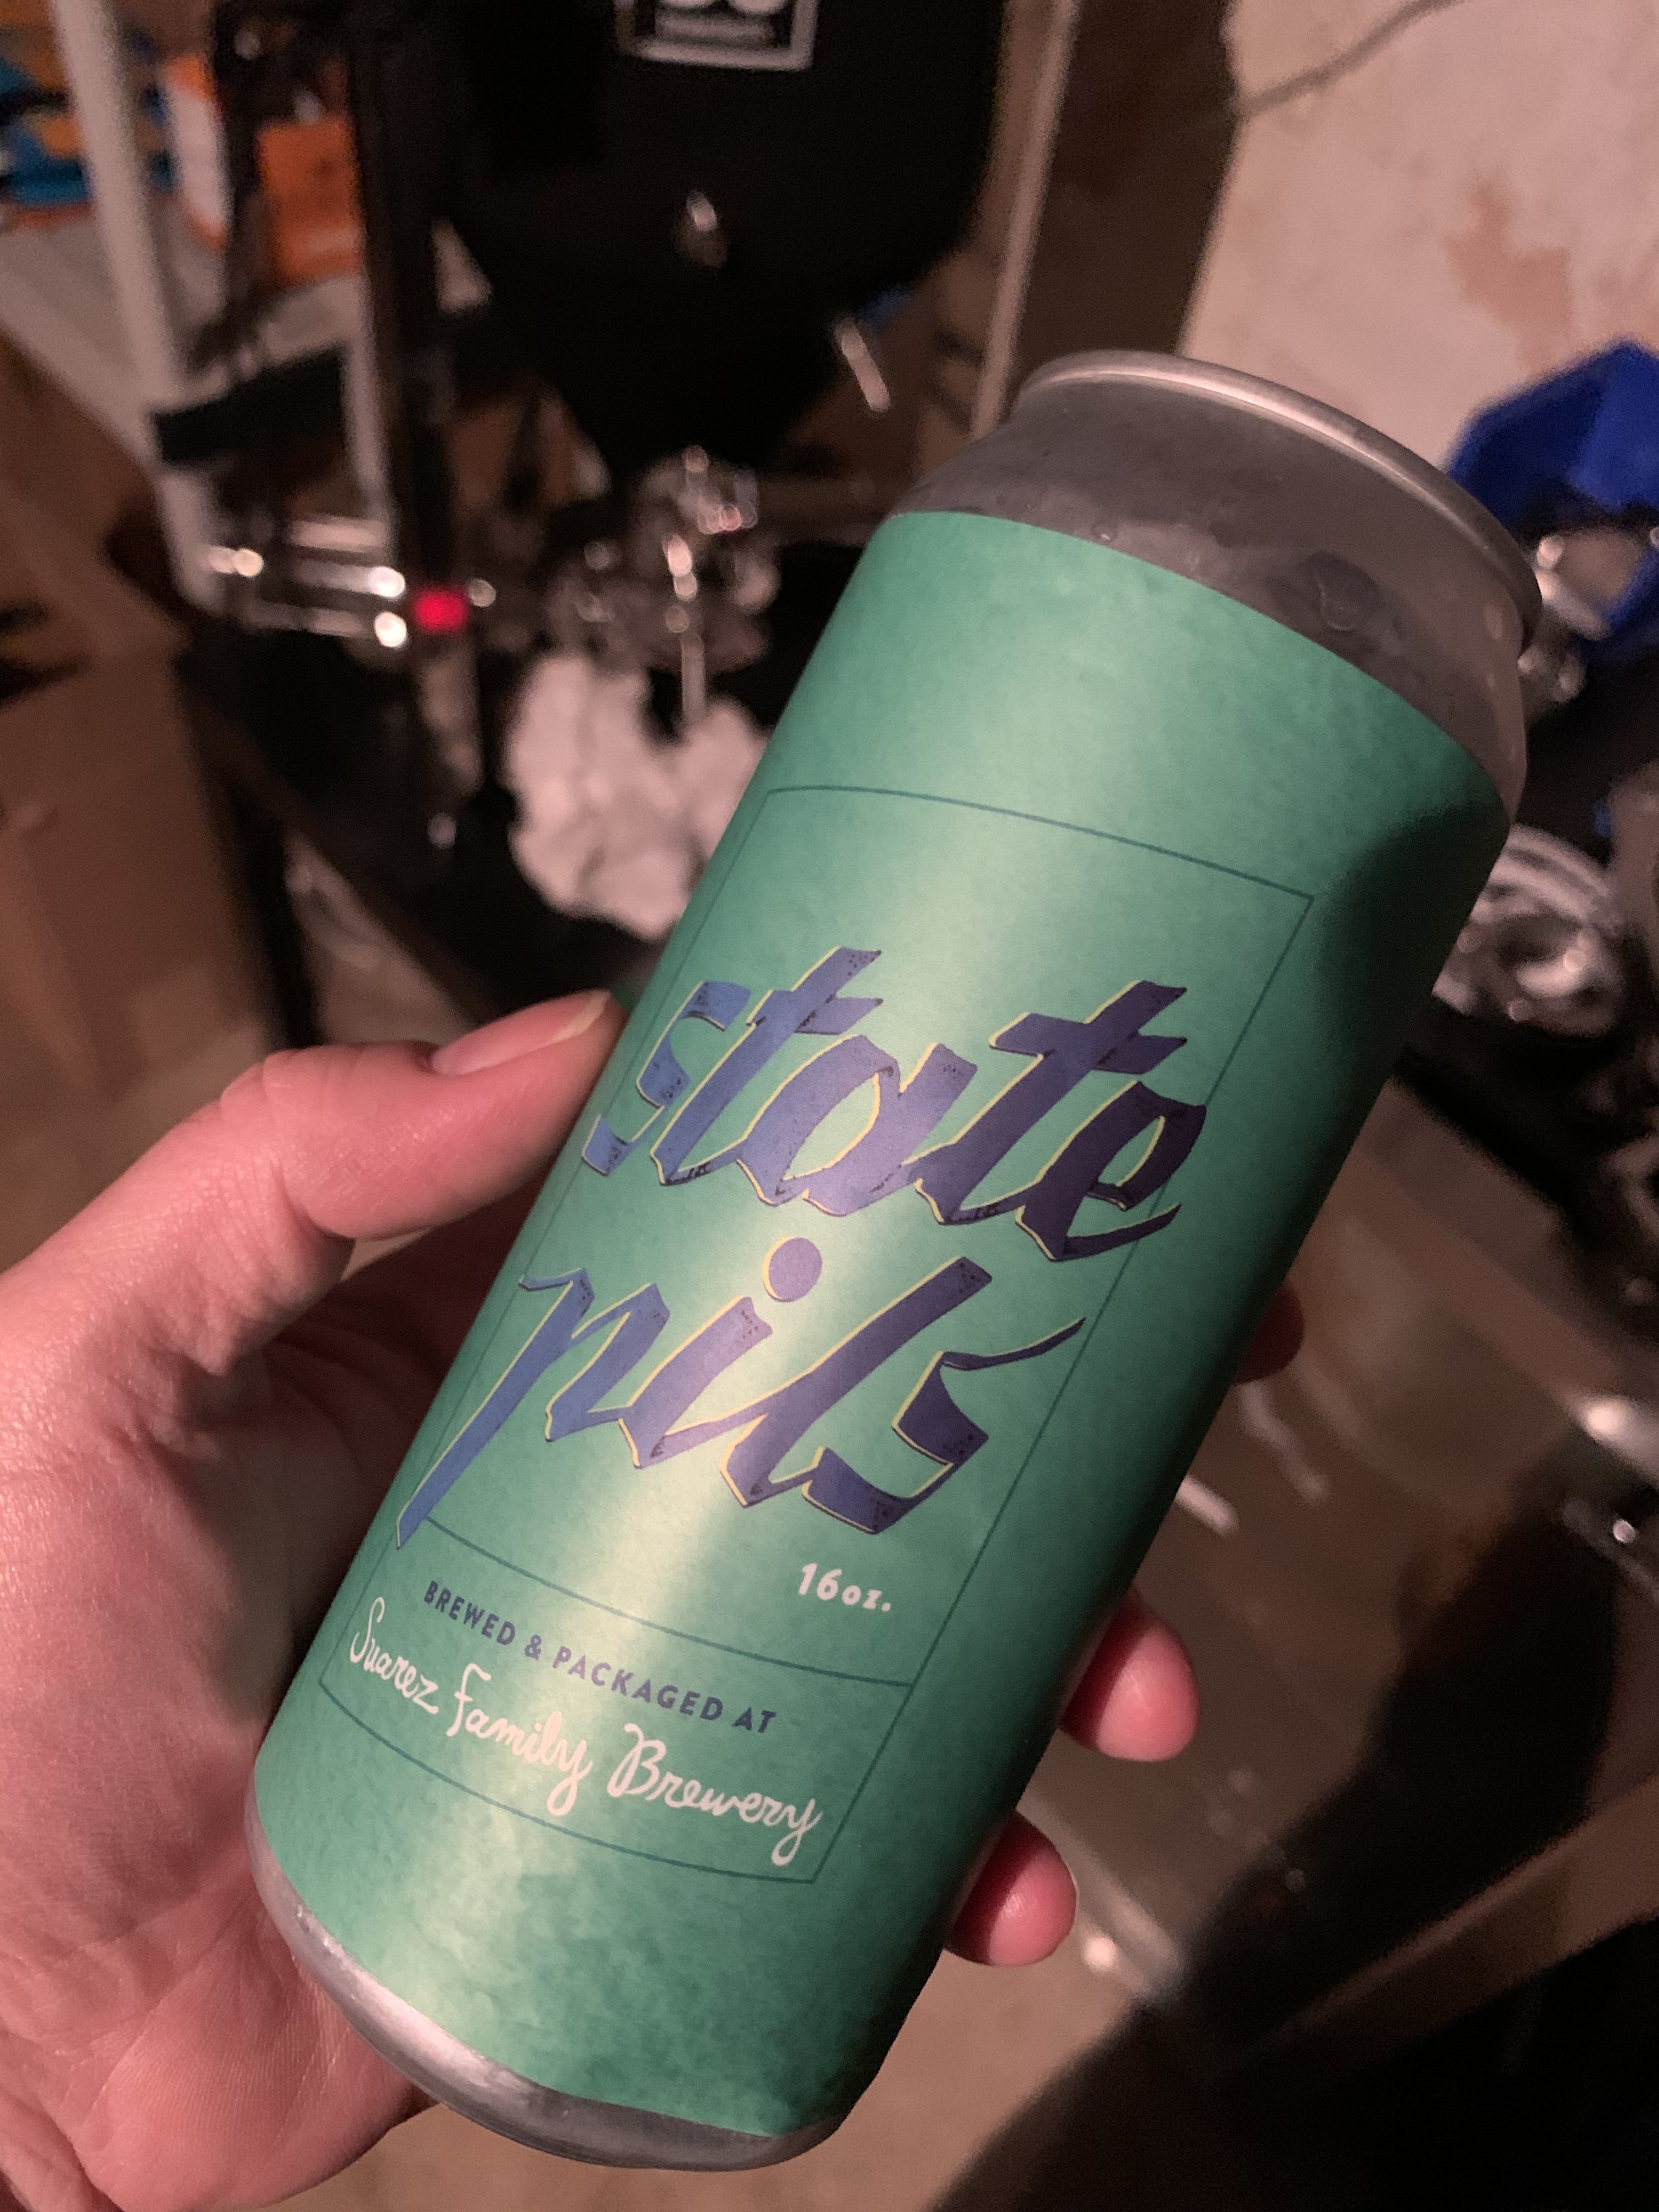 state
pils
16oz.
BREWED & PACKAGED AT
Suarez Family Brewery